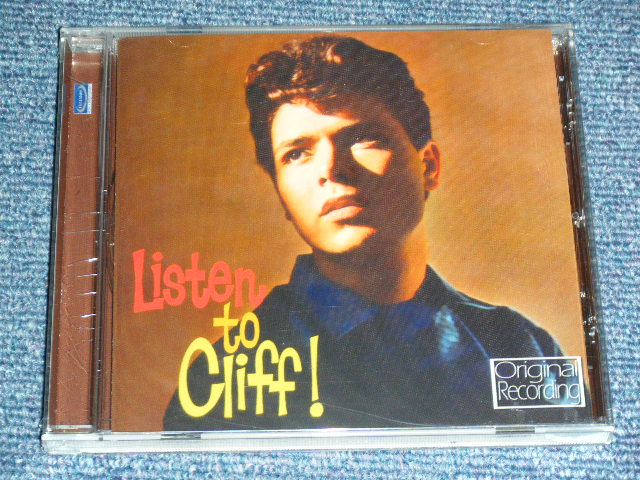 Listen
to
Cliff!
Original
Recording